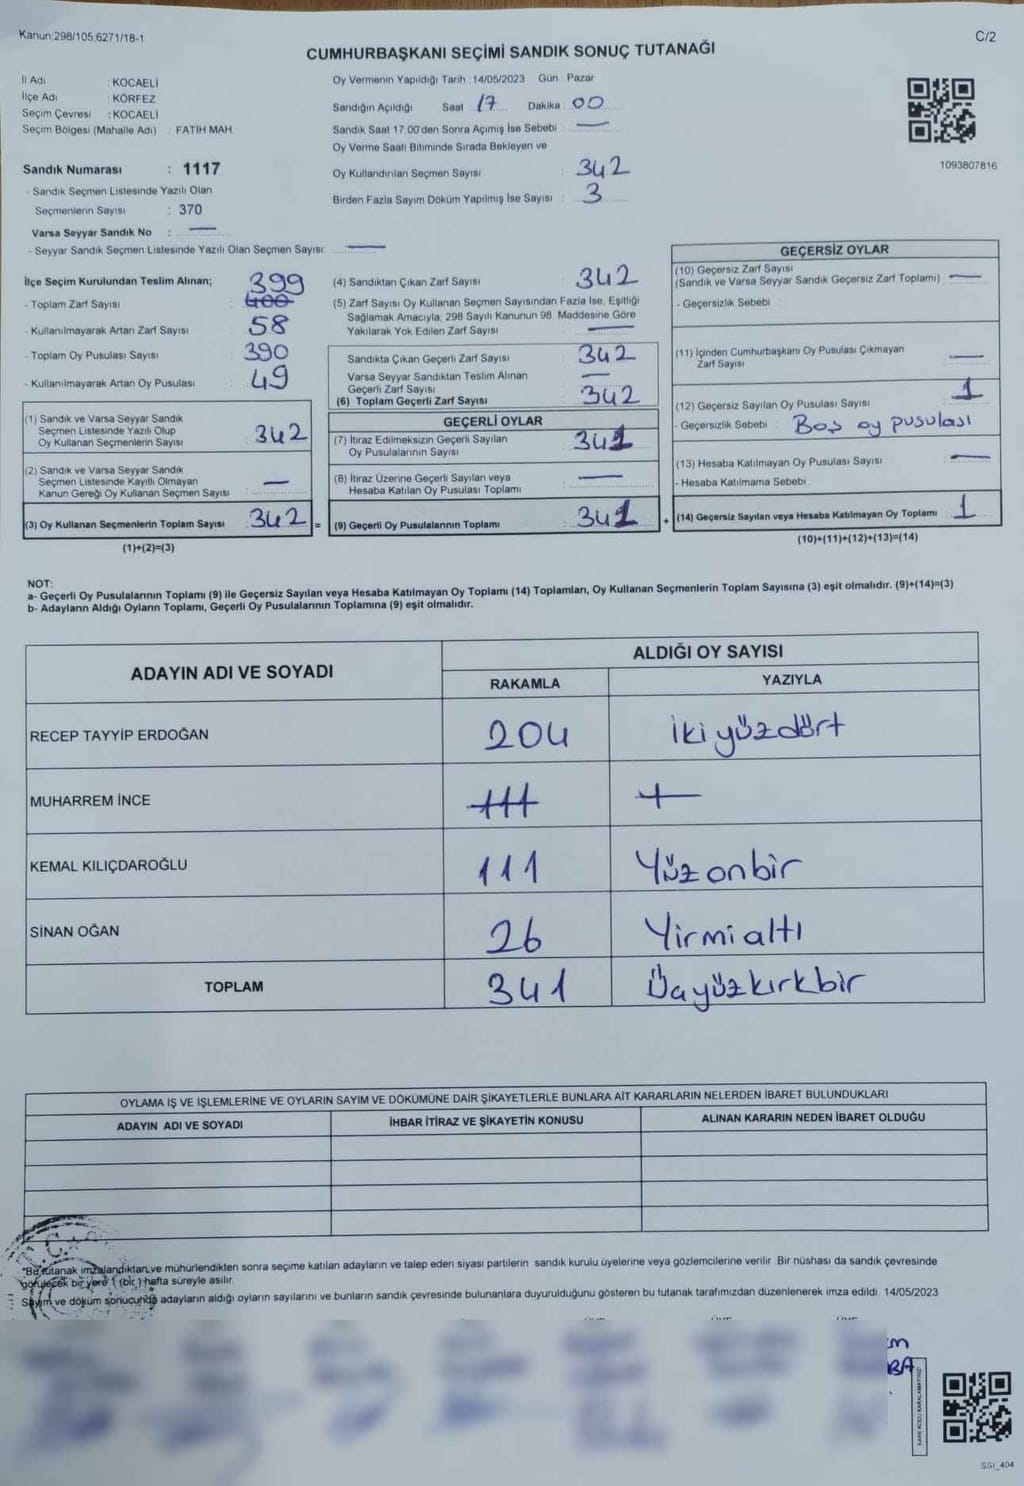 Kanun;298/105;6271/18-1
C/2
CUMHURBAŞKANI SEÇİMİ SANDIK SONUÇ TUTANAĞI
İl Adı : KOCAELİ
İlçe Adı : KÖRFEZ
Seçim Çevresi : KOCAELİ
Seçim Bölgesi (Mahalle Adı) : FATİH MAH.
Sandık Numarası : 1117
- Sandık Seçmen Listesinde Yazılı Olan
Seçmenlerin Sayısı : 370
Varsa Seyyar Sandık No : —
- Seyyar Sandık Seçmen Listesinde Yazılı Olan Seçmen Sayısı: —
Oy Vermenin Yapıldığı Tarih : 14/05/2023 Gün : Pazar
Sandığın Açıldığı Saat 17 Dakika : 00
Sandık Saat 17.00'den Sonra Açımış İse Sebebi : —
Oy Verme Saati Bitiminde Sırada Bekleyen ve
Oy Kullandırılan Seçmen Sayısı : 342
Birden Fazla Sayım Döküm Yapılmış İse Sayısı : 3
1093807816
İlçe Seçim Kurulundan Teslim Alınan; 399
- Toplam Zarf Sayısı : 400
- Kullanılmayarak Artan Zarf Sayısı : 58
- Toplam Oy Pusulası Sayısı : 390
- Kullanılmayarak Artan Oy Pusulası : 49
(1) Sandık ve Varsa Seyyar Sandık
Seçmen Listesinde Yazılı Olup
Oy Kullanan Seçmenlerin Sayısı : 342
(2) Sandık ve Varsa Seyyar Sandık
Seçmen Listesinde Kayıtlı Olmayan
Kanun Gereği Oy Kullanan Seçmen Sayısı : —
(3) Oy Kullanan Seçmenlerin Toplam Sayısı : 342 =
(1)+(2)=(3)
(4) Sandıktan Çıkan Zarf Sayısı : 342
(5) Zarf Sayısı Oy Kullanan Seçmen Sayısından Fazla İse, Eşitliği
Sağlamak Amacıyla; 298 Sayılı Kanunun 98. Maddesine Göre
Yakılarak Yok Edilen Zarf Sayısı : —
Sandıkta Çıkan Geçerli Zarf Sayısı : 342
Varsa Seyyar Sandıktan Teslim Alınan
Geçerli Zarf Sayısı : —
(6) Toplam Geçerli Zarf Sayısı : 342
GEÇERLİ OYLAR
(7) İtiraz Edilmeksizin Geçerli Sayılan
Oy Pusulalarının Sayısı : 341
(8) İtiraz Üzerine Geçerli Sayılan veya
Hesaba Katılan Oy Pusulası Toplamı : —
(9) Geçerli Oy Pusulalarının Toplamı : 341 +
GEÇERSİZ OYLAR
(10) Geçersiz Zarf Sayısı
(Sandık ve Varsa Seyyar Sandık Geçersiz Zarf Toplamı) : —
- Geçersizlik Sebebi :
(11) İçinden Cumhurbaşkanı Oy Pusulası Çıkmayan
Zarf Sayısı : —
(12) Geçersiz Sayılan Oy Pusulası Sayısı : 1
- Geçersizlik Sebebi : Boş oy pusulası
(13) Hesaba Katılmayan Oy Pusulası Sayısı : —
- Hesaba Katılmama Sebebi :
(14) Geçersiz Sayılan veya Hesaba Katılmayan Oy Toplamı : 1
(10)+(11)+(12)+(13)=(14)
NOT:
a- Geçerli Oy Pusulalarının Toplamı (9) ile Geçersiz Sayılan veya Hesaba Katılmayan Oy Toplamı (14) Toplamları, Oy Kullanan Seçmenlerin Toplam Sayısına (3) eşit olmalıdır. (9)+(14)=(3)
b- Adayların Aldığı Oyların Toplamı, Geçerli Oy Pusulalarının Toplamına (9) eşit olmalıdır.
ADAYIN ADI VE SOYADI
ALDIĞI OY SAYISI
RAKAMLA YAZIYLA
RECEP TAYYİP ERDOĞAN 204 ikiyüzdört
MUHARREM İNCE
KEMAL KILIÇDAROĞLU 111 Yüzonbir
SİNAN OĞAN 26 Yirmialtı
TOPLAM 341 Üayüzkırkbir
OYLAMA İŞ VE İŞLEMLERİNE VE OYLARIN SAYIM VE DÖKÜMÜNE DAİR ŞİKAYETLERLE BUNLARA AİT KARARLARIN NELERDEN İBARET BULUNDUKLARI
ADAYIN ADI VE SOYADI İHBAR İTİRAZ VE ŞİKAYETİN KONUSU ALINAN KARARIN NEDEN İBARET OLDUĞU
"Bu tutanak imzalandıktan ve mühürlendikten sonra seçime katılan adayların ve talep eden siyasi partilerin sandık kurulu üyelerine veya gözlemcilerine verilir. Bir nüshası da sandık çevresinde
görülecek bir yere 1 (bir) hafta süreyle asılır.
Sayım ve döküm sonucunda adayların aldığı oyların sayılarını ve bunların sandık çevresinde bulunanlara duyurulduğunu gösteren bu tutanak tarafımızdan düzenlenerek imza edildi. 14/05/2023
KARE KODU KARALAMAYINIZ!
SSI_404